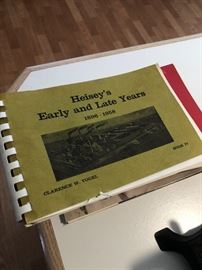 Heisey's
Early and Late Years
1896 - 1958
CLARENCE W. VOGEL
BOOK IV